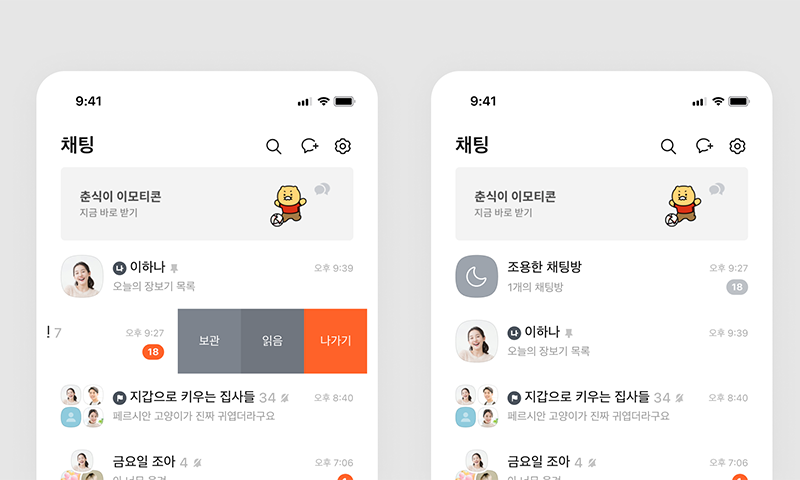 9:41
채팅
춘식이 이모티콘
지금 바로 받기
나 이하나 오후 9:39
오늘의 장보기 목록
! 7 오후 9:27 보관 읽음 나가기
18
지갑으로 키우는 집사들 34 오후 8:40
페르시안 고양이가 진짜 귀엽더라구요
금요일 조아 4 오후 7:06
9:41
채팅
춘식이 이모티콘
지금 바로 받기
조용한 채팅방 오후 9:27
1개의 채팅방 18
나 이하나 오후 9:39
오늘의 장보기 목록
지갑으로 키우는 집사들 34 오후 8:40
페르시안 고양이가 진짜 귀엽더라구요
금요일 조아 4 오후 7:06